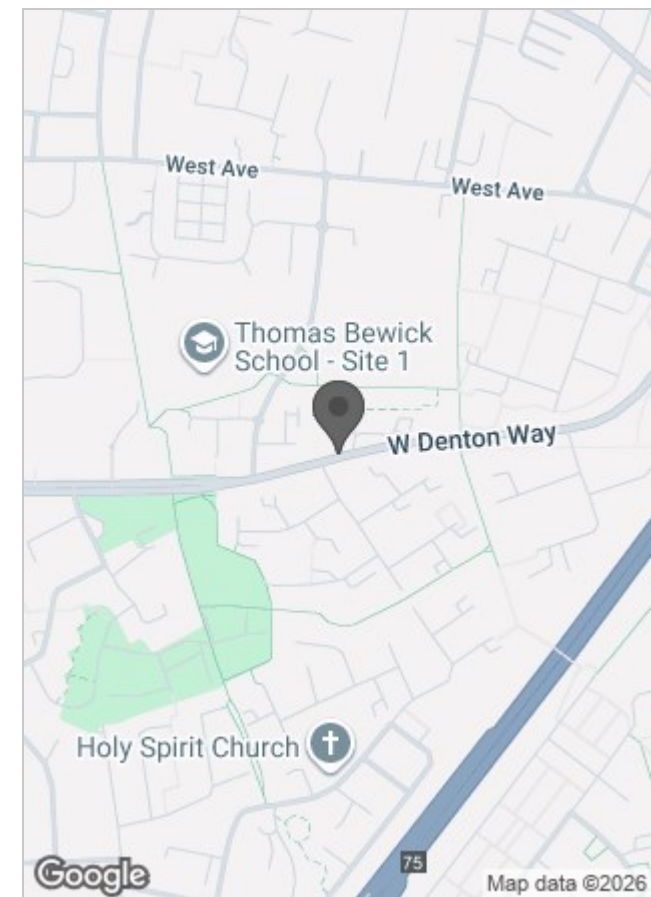 West Ave
West Ave
Thomas Bewick
School - Site 1
W Denton Way
Holy Spirit Church
75
Google
Map data ©2026